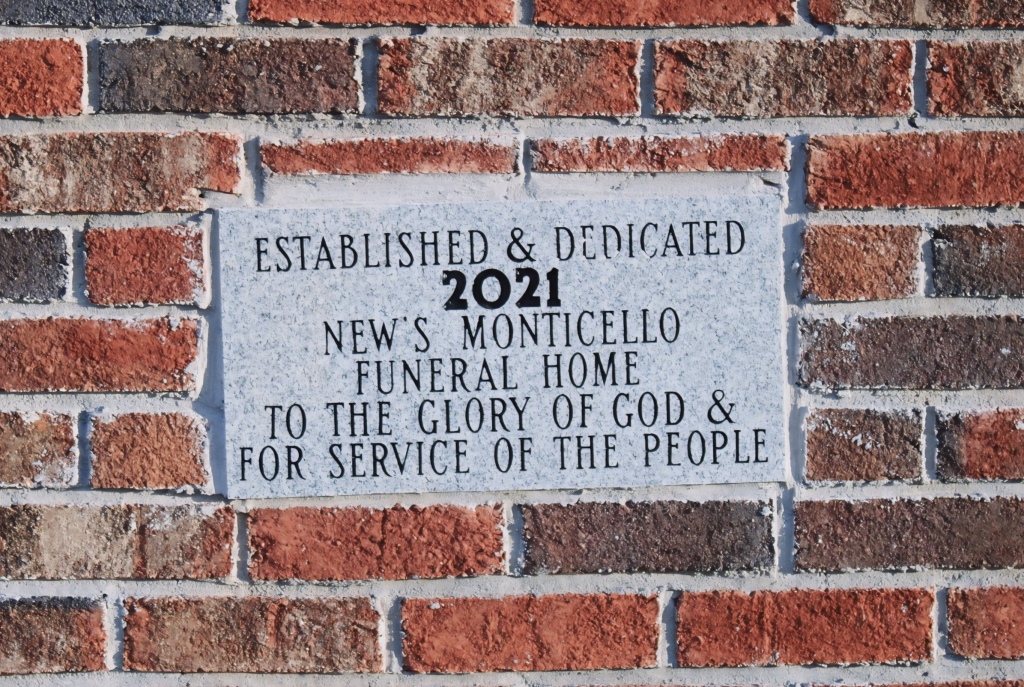 ESTABLISHED & DEDICATED
2021
NEW'S MONTICELLO
FUNERAL HOME
TO THE GLORY OF GOD &
FOR SERVICE OF THE PEOPLE